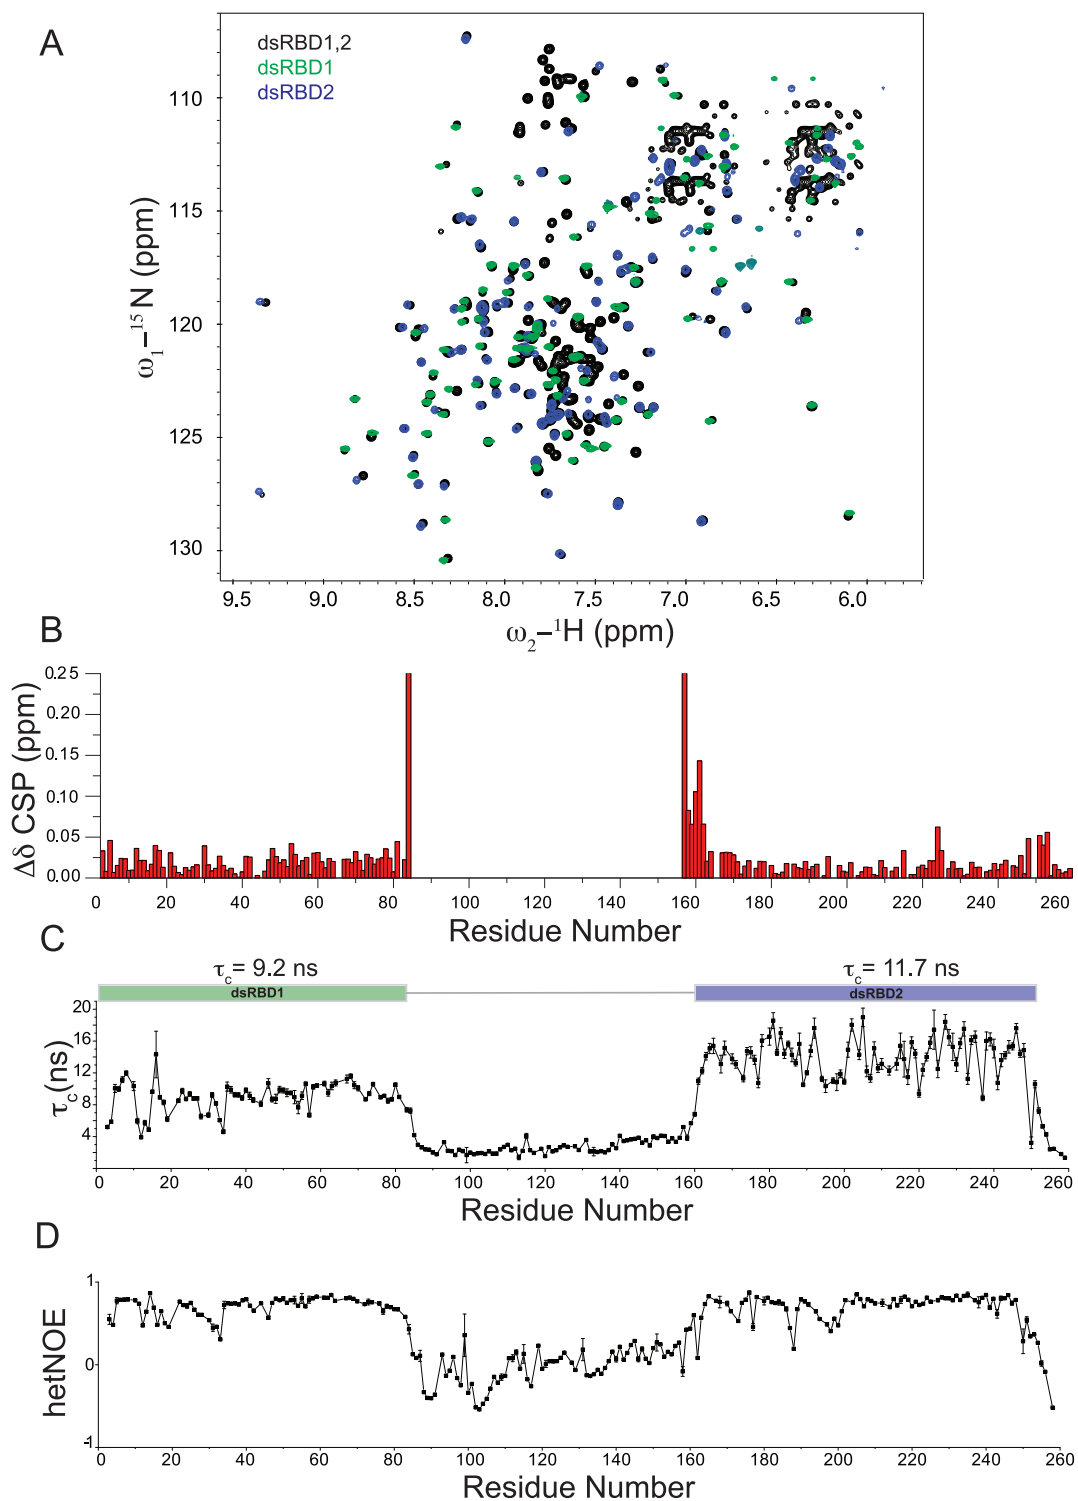 A
dsRBD1,2
dsRBD1
dsRBD2
110
115
120
125
130
ω1–15N (ppm)
9.5 9.0 8.5 8.0 7.5 7.0 6.5 6.0
ω2–1H (ppm)
B
0.25
0.20
0.15
0.10
0.05
0.00
Δδ CSP (ppm)
0 20 40 60 80 100 120 140 160 180 200 220 240 260
Residue Number
C
τc= 9.2 ns τc= 11.7 ns
dsRBD1 dsRBD2
20
16
12
8
4
τc(ns)
0 20 40 60 80 100 120 140 160 180 200 220 240 260
Residue Number
D
1
0
-1
hetNOE
0 20 40 60 80 100 120 140 160 180 200 220 240 260
Residue Number